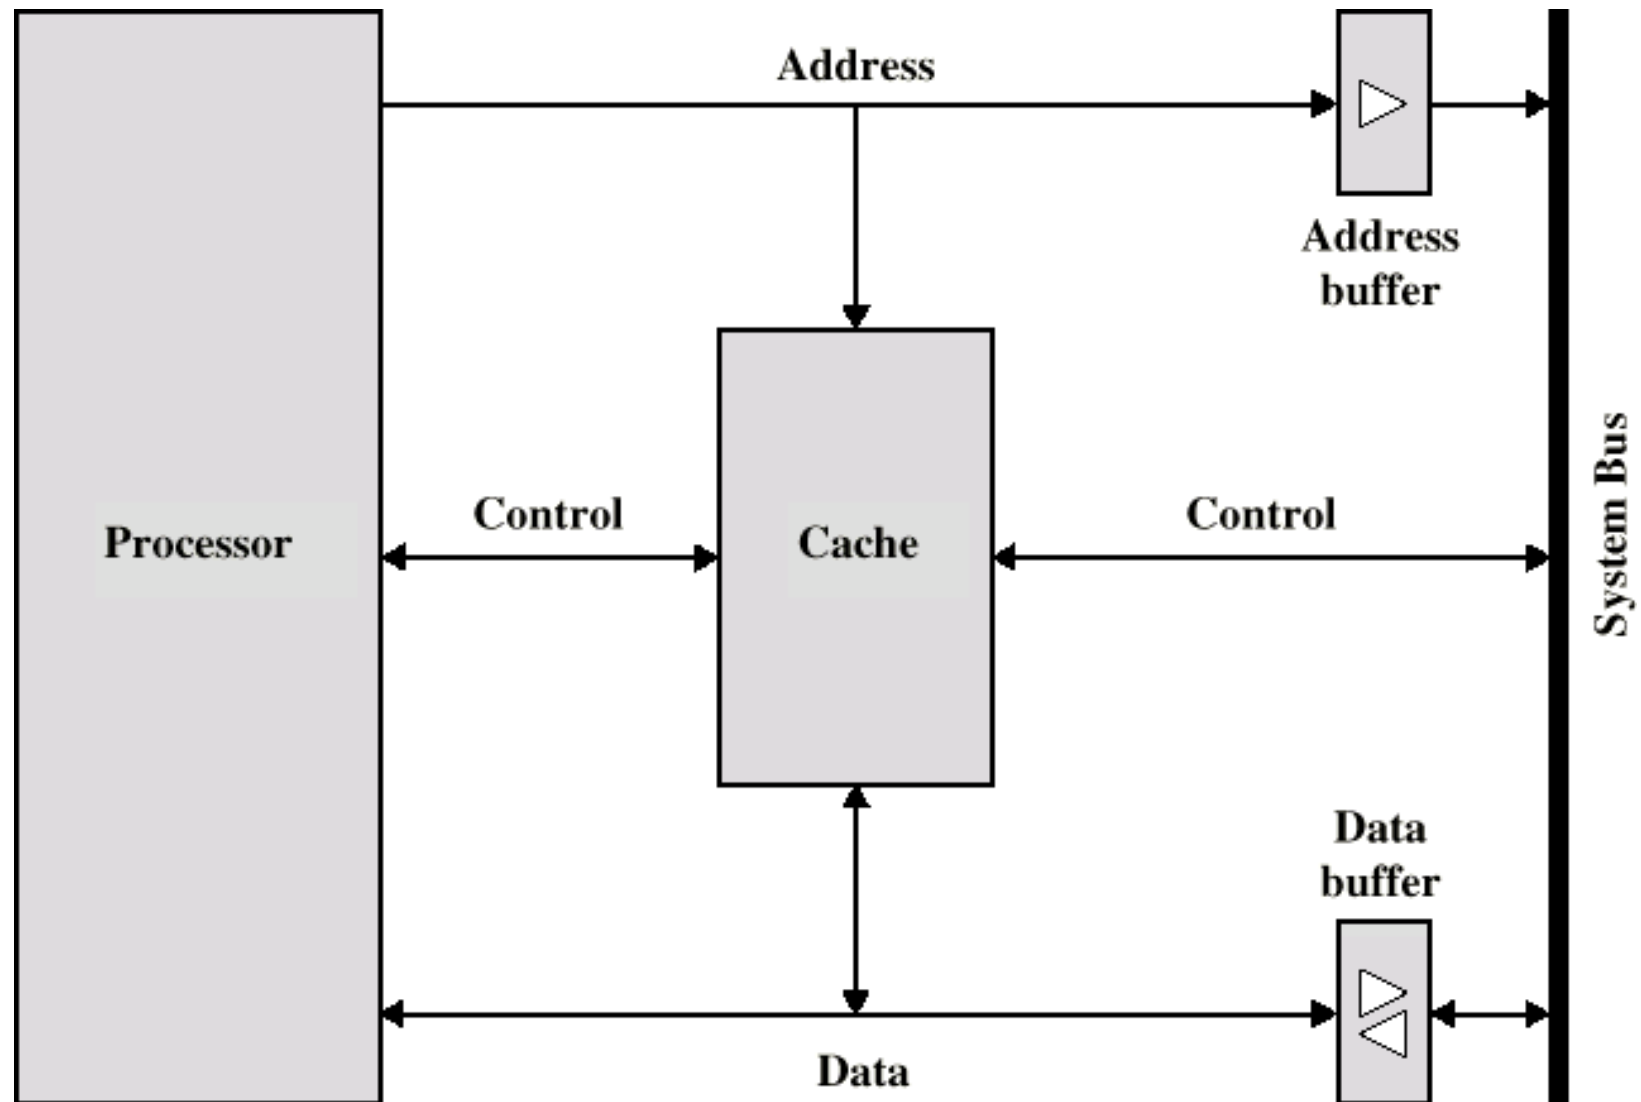 Address
Address
buffer
Control
Control
Processor
Cache
System Bus
Data
buffer
Data